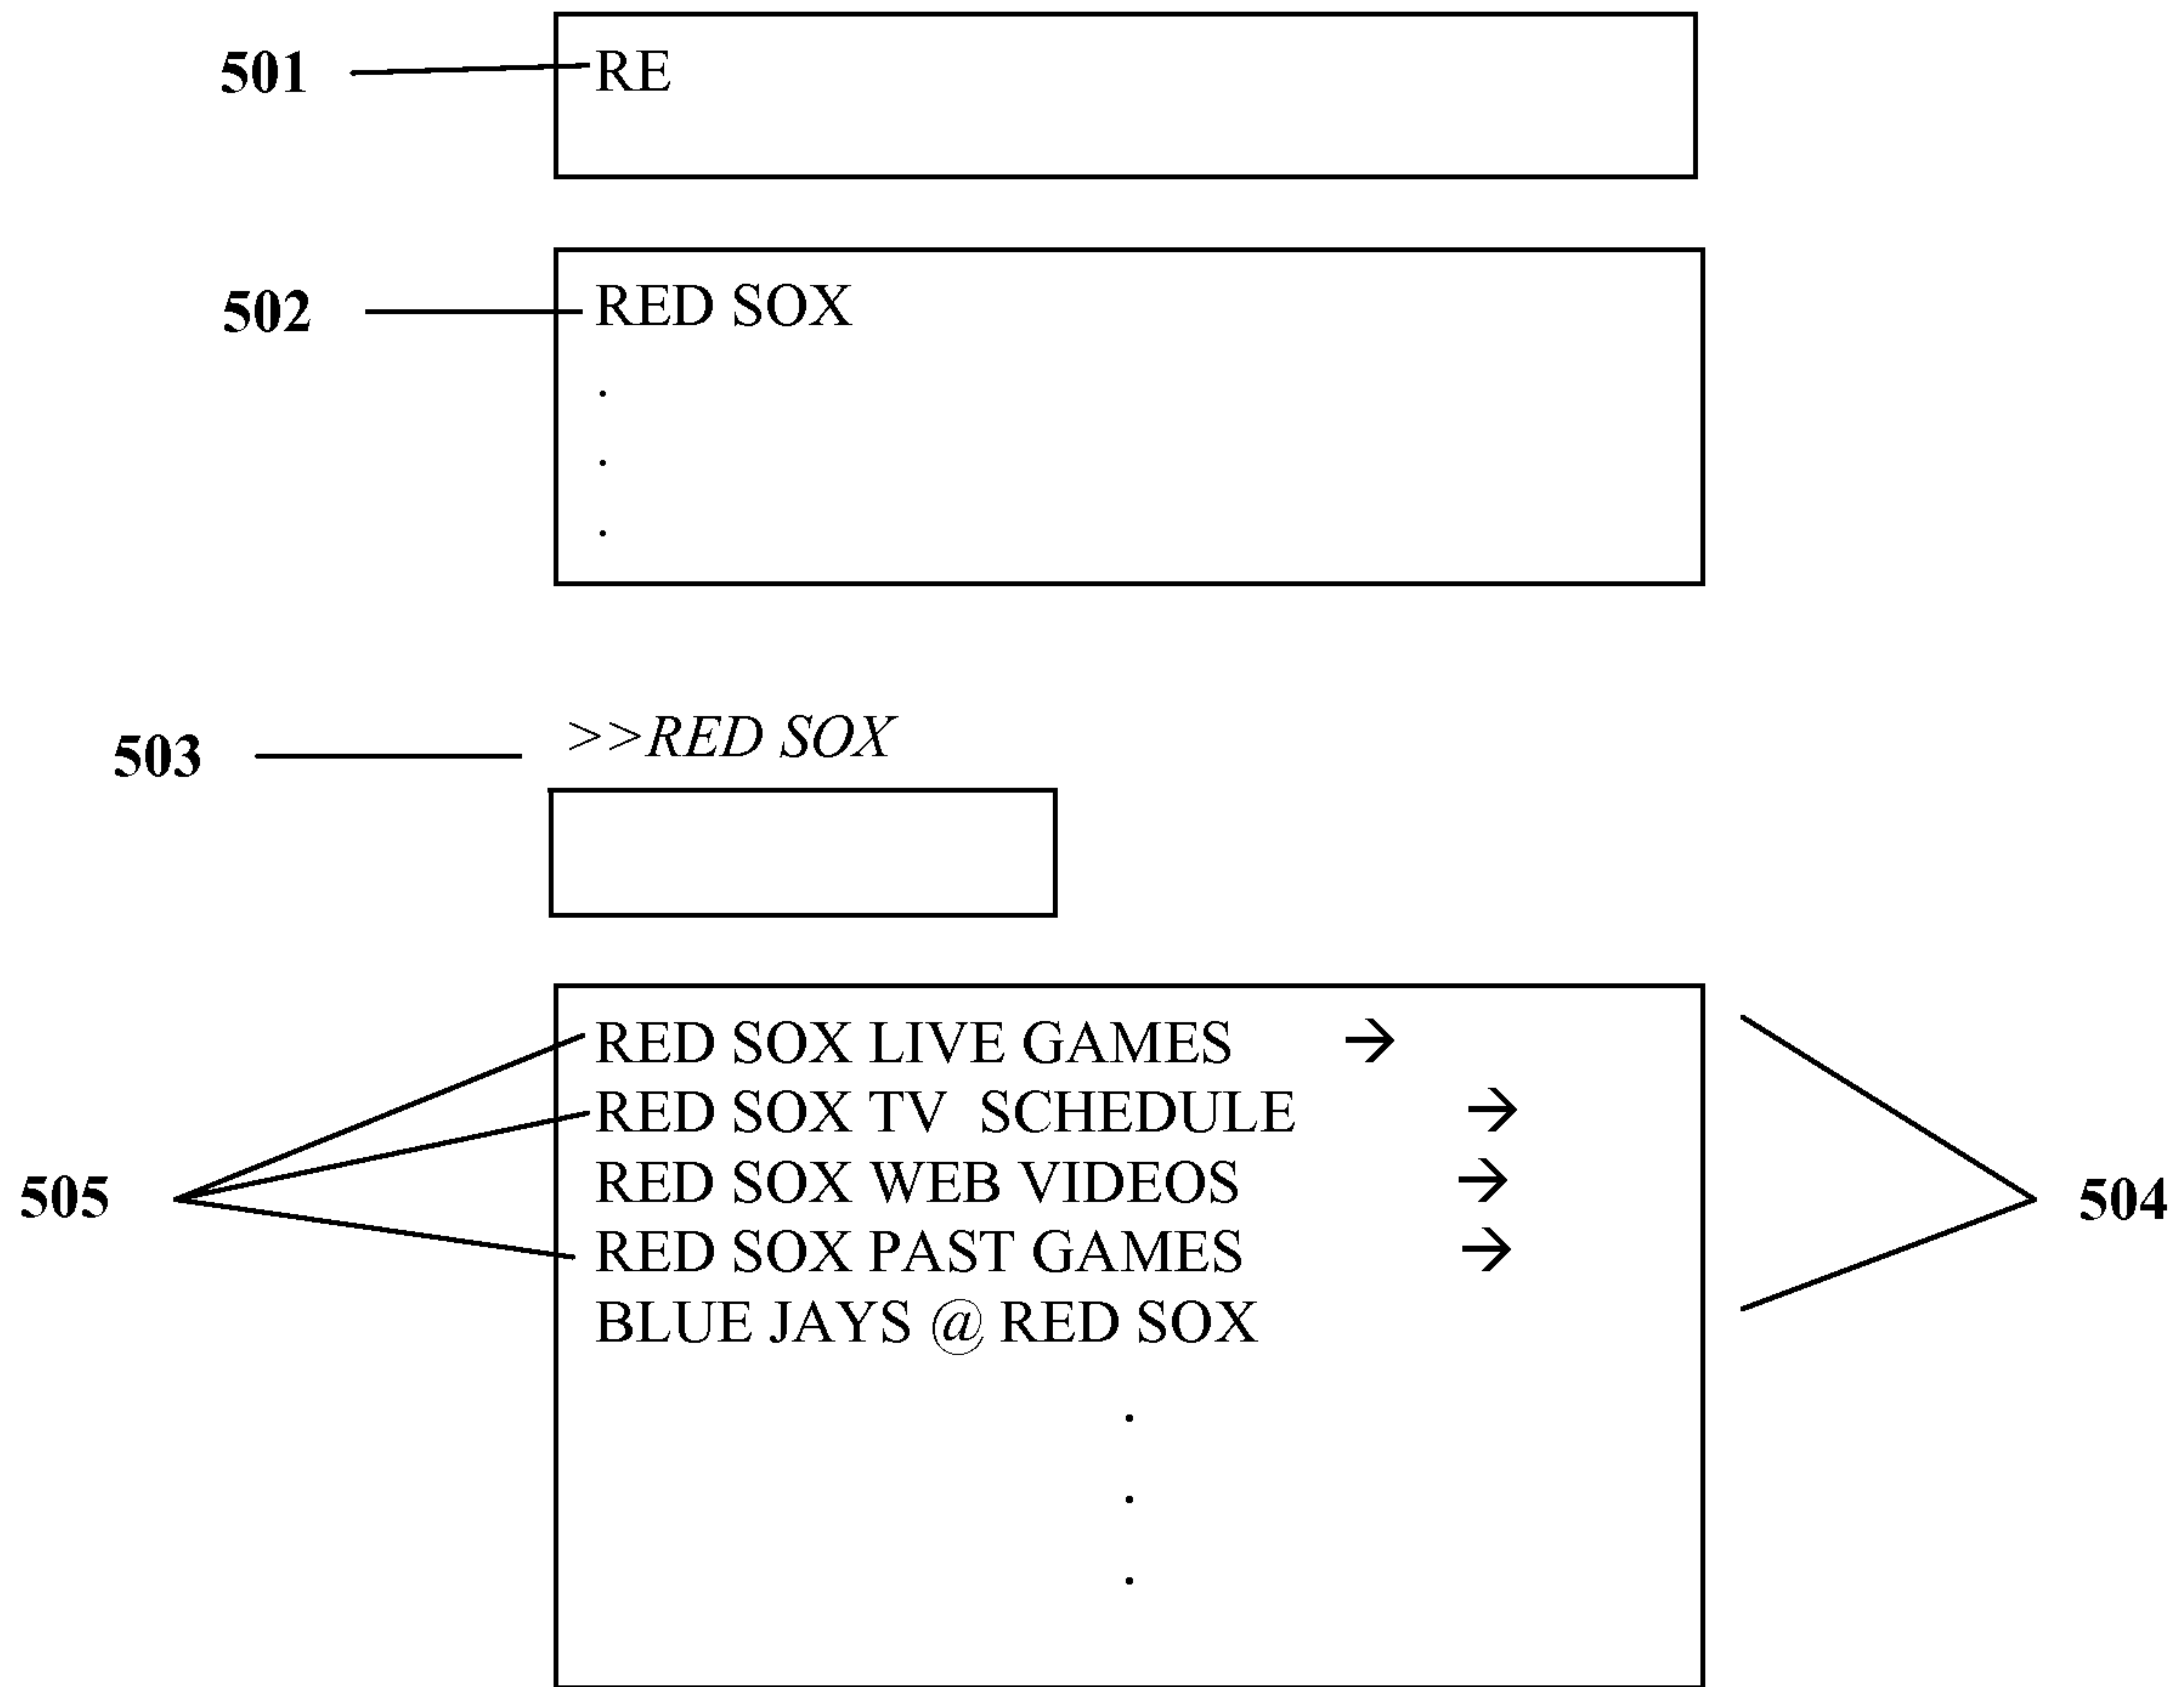 501 RE
502 RED SOX
.
.
.
503 >>RED SOX
RED SOX LIVE GAMES →
RED SOX TV SCHEDULE →
505 RED SOX WEB VIDEOS → 504
RED SOX PAST GAMES →
BLUE JAYS @ RED SOX
.
.
.